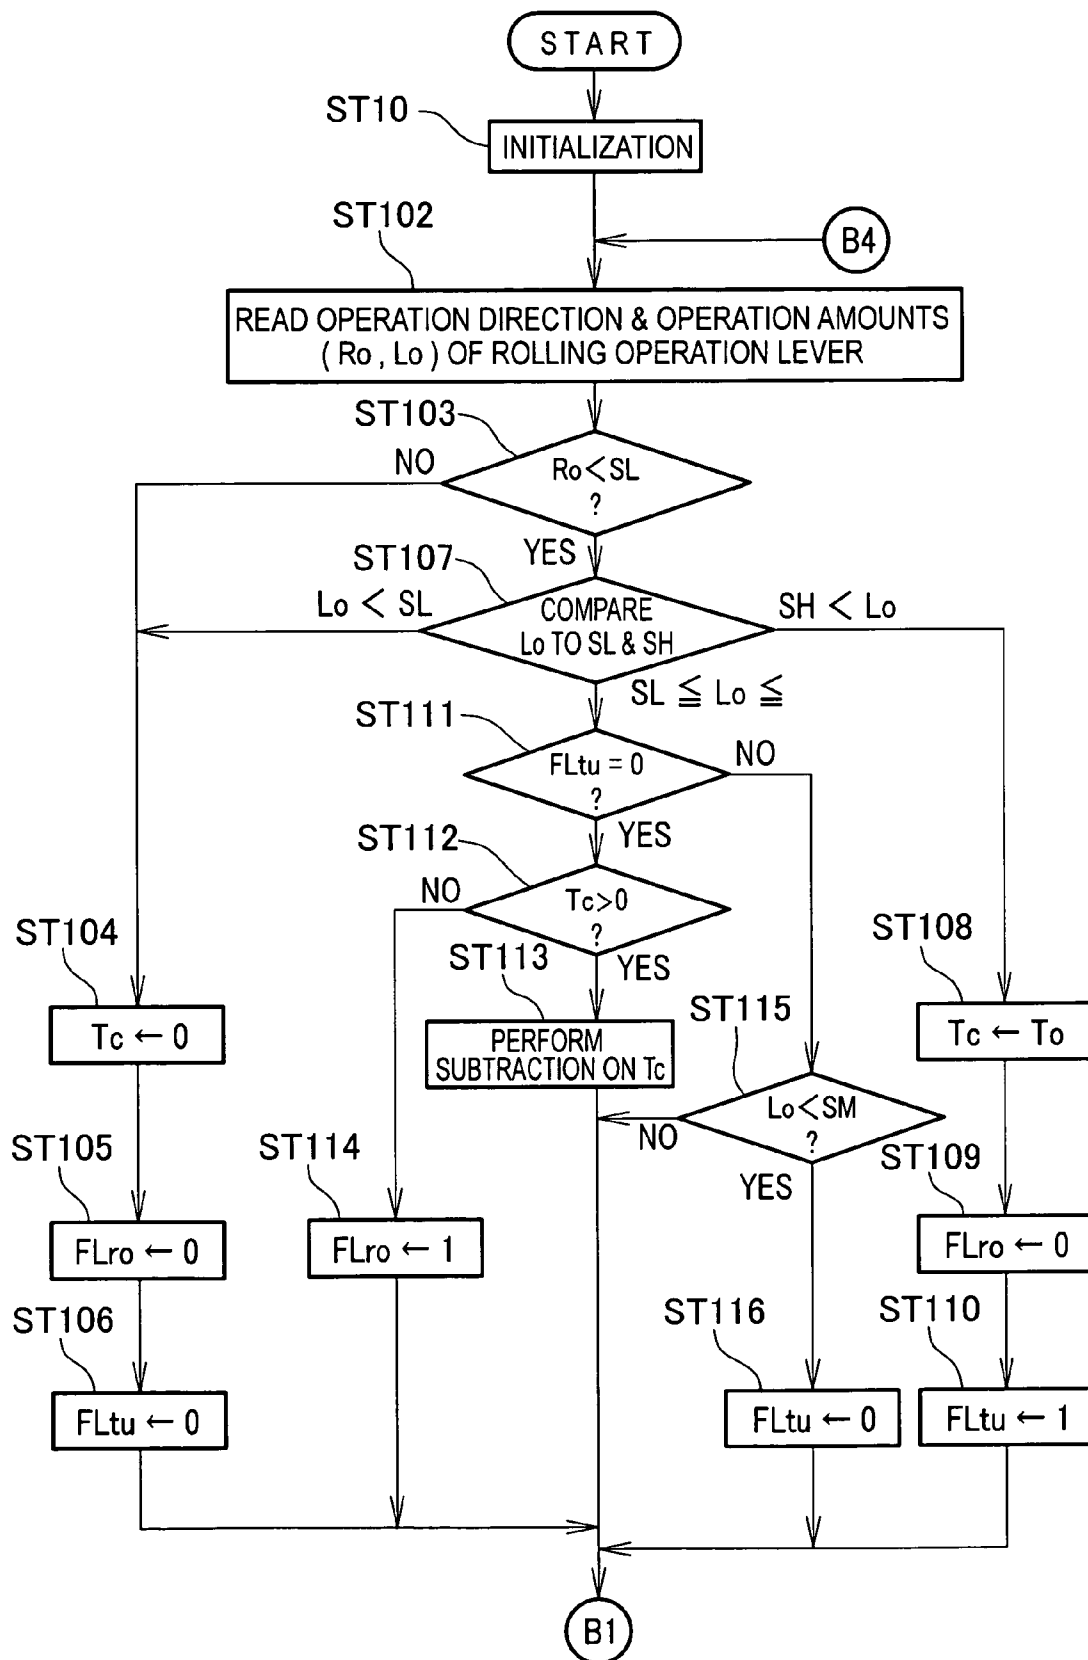 START
ST10
INITIALIZATION
ST102
B4
READ OPERATION DIRECTION & OPERATION AMOUNTS
( Ro , Lo ) OF ROLLING OPERATION LEVER
ST103
NO
Ro<SL
?
YES
ST107
Lo < SL
COMPARE
Lo TO SL & SH
SH < Lo
SL ≦ Lo ≦
ST111
FLtu = 0
?
NO
YES
ST112
NO
Tc>0
?
YES
ST104
Tc ← 0
ST113
PERFORM
SUBTRACTION ON Tc
ST108
Tc ← To
ST115
Lo<SM
?
NO
YES
ST105
FLro ← 0
ST114
FLro ← 1
ST109
FLro ← 0
ST106
FLtu ← 0
ST116
FLtu ← 0
ST110
FLtu ← 1
B1